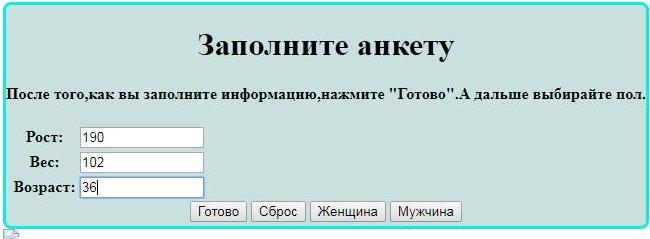 Заполните анкету
После того,как вы заполните информацию,нажмите "Готово".А дальше выбирайте пол.
Рост: 190
Вес: 102
Возраст: 36
Готово Сброс Женщина Мужчина